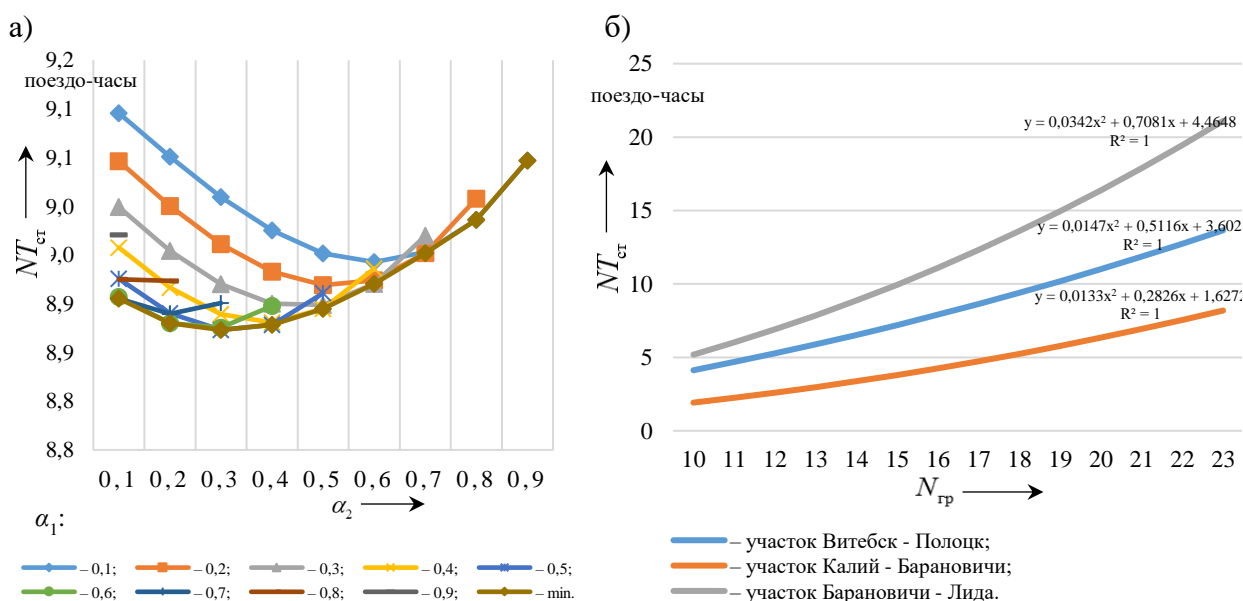 а)
9,2
поездо-часы
9,1
9,1
9,0
9,0
8,9
8,9
8,8
8,8
NTст
0,1 0,2 0,3 0,4 0,5 0,6 0,7 0,8 0,9
α2
α1:
– 0,1; – 0,2; – 0,3; – 0,4; – 0,5;
– 0,6; – 0,7; – 0,8; – 0,9; – min.
б)
25
поездо-часы
20
15
10
5
0
NTст
y = 0,0342x² + 0,7081x + 4,4648
R² = 1
y = 0,0147x² + 0,5116x + 3,602
R² = 1
y = 0,0133x² + 0,2826x + 1,6272
R² = 1
10 11 12 13 14 15 16 17 18 19 20 21 22 23
Nгр
– участок Витебск - Полоцк;
– участок Калий - Барановичи;
– участок Барановичи - Лида.